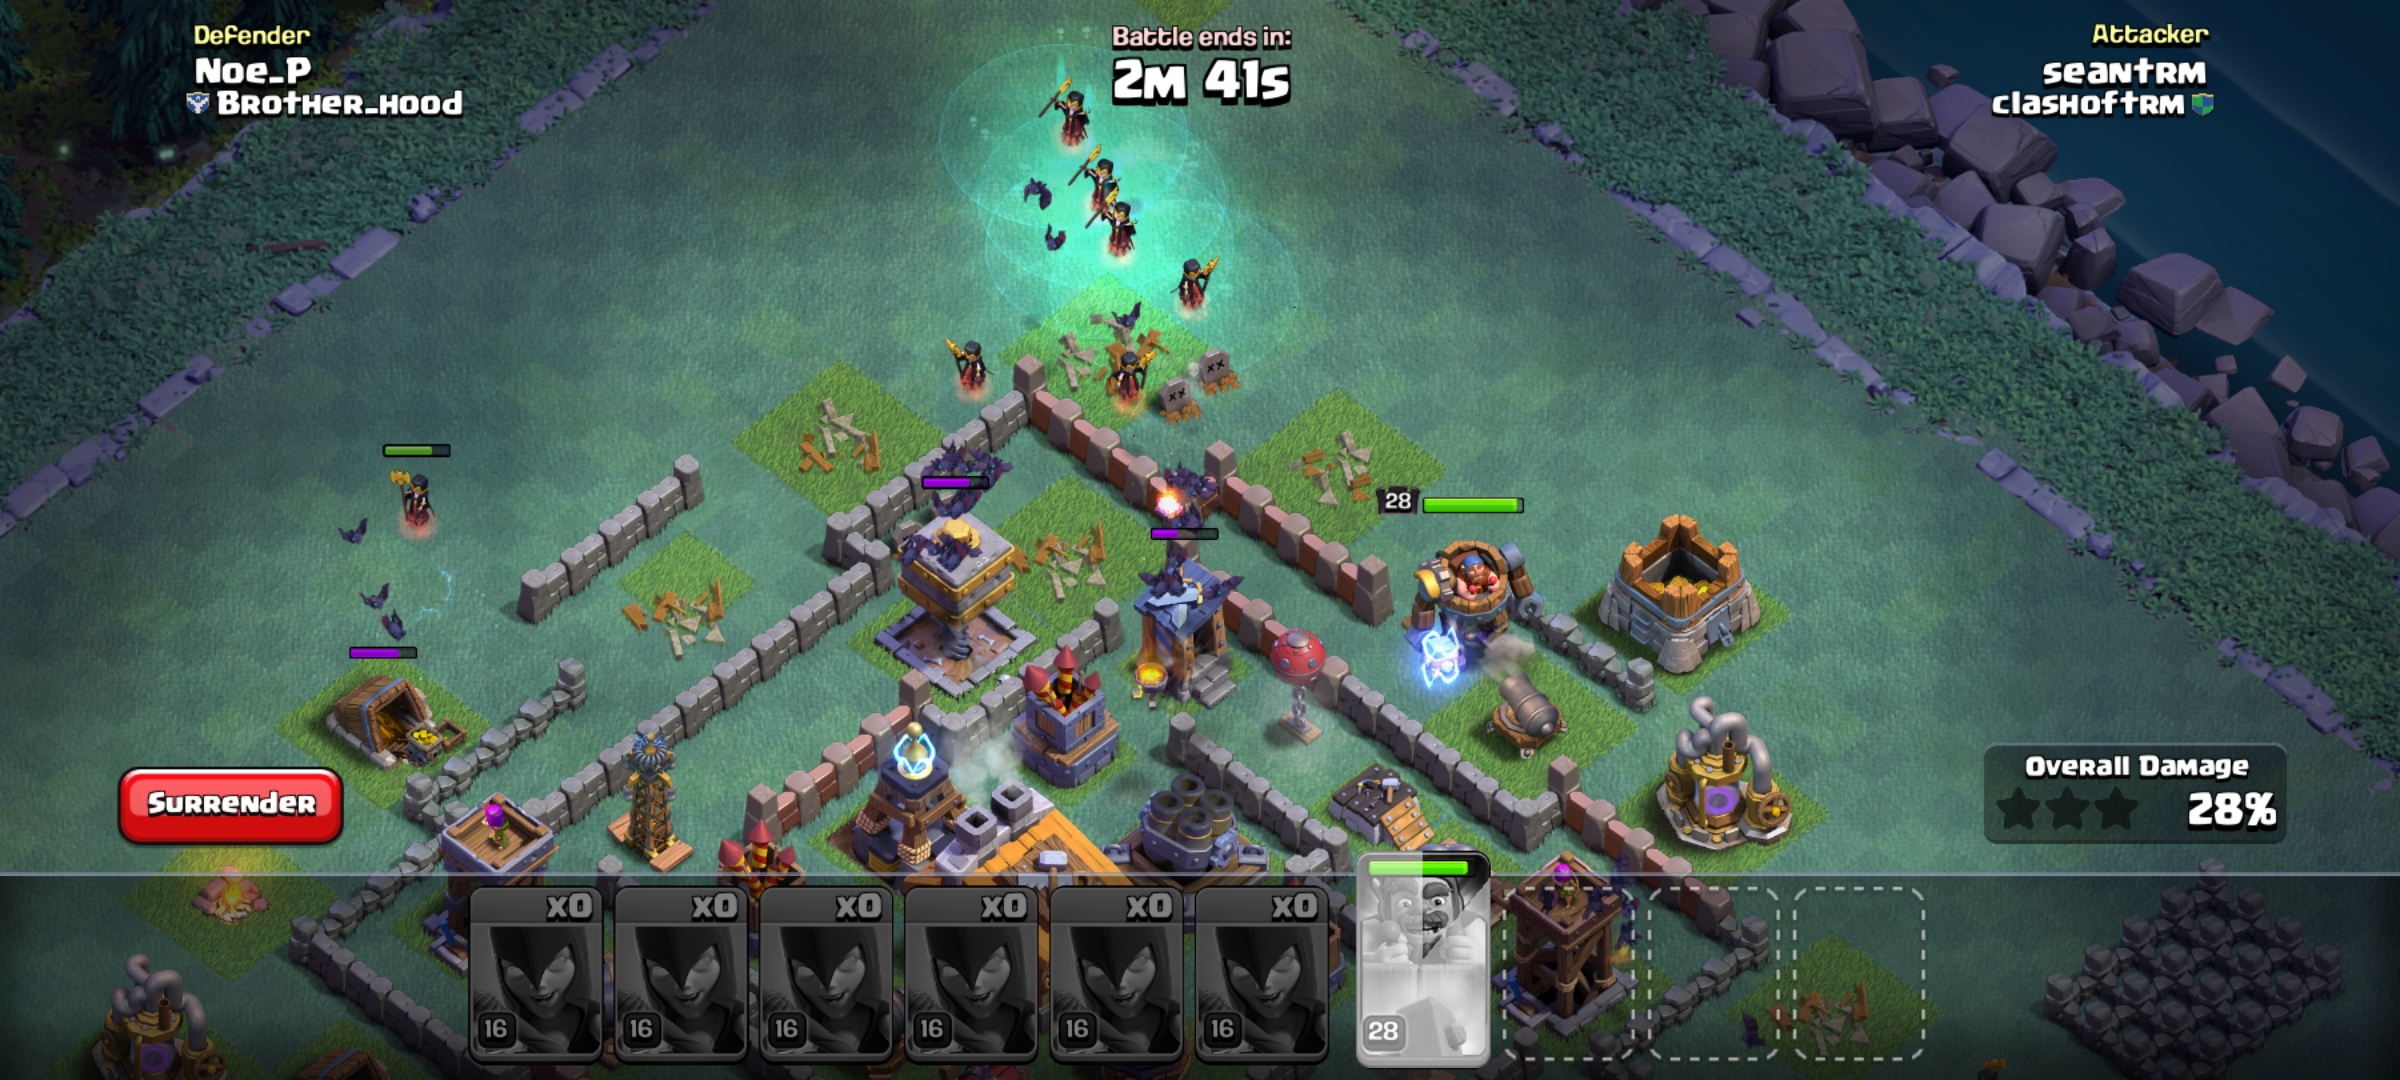 Defender
Noe_P
Brother_hood
Battle ends in:
2M 41s
Attacker
seantRM
clashoftRM
28
Surrender
Overall Damage
28%
x0
x0
x0
x0
x0
x0
16
16
16
16
16
16
28